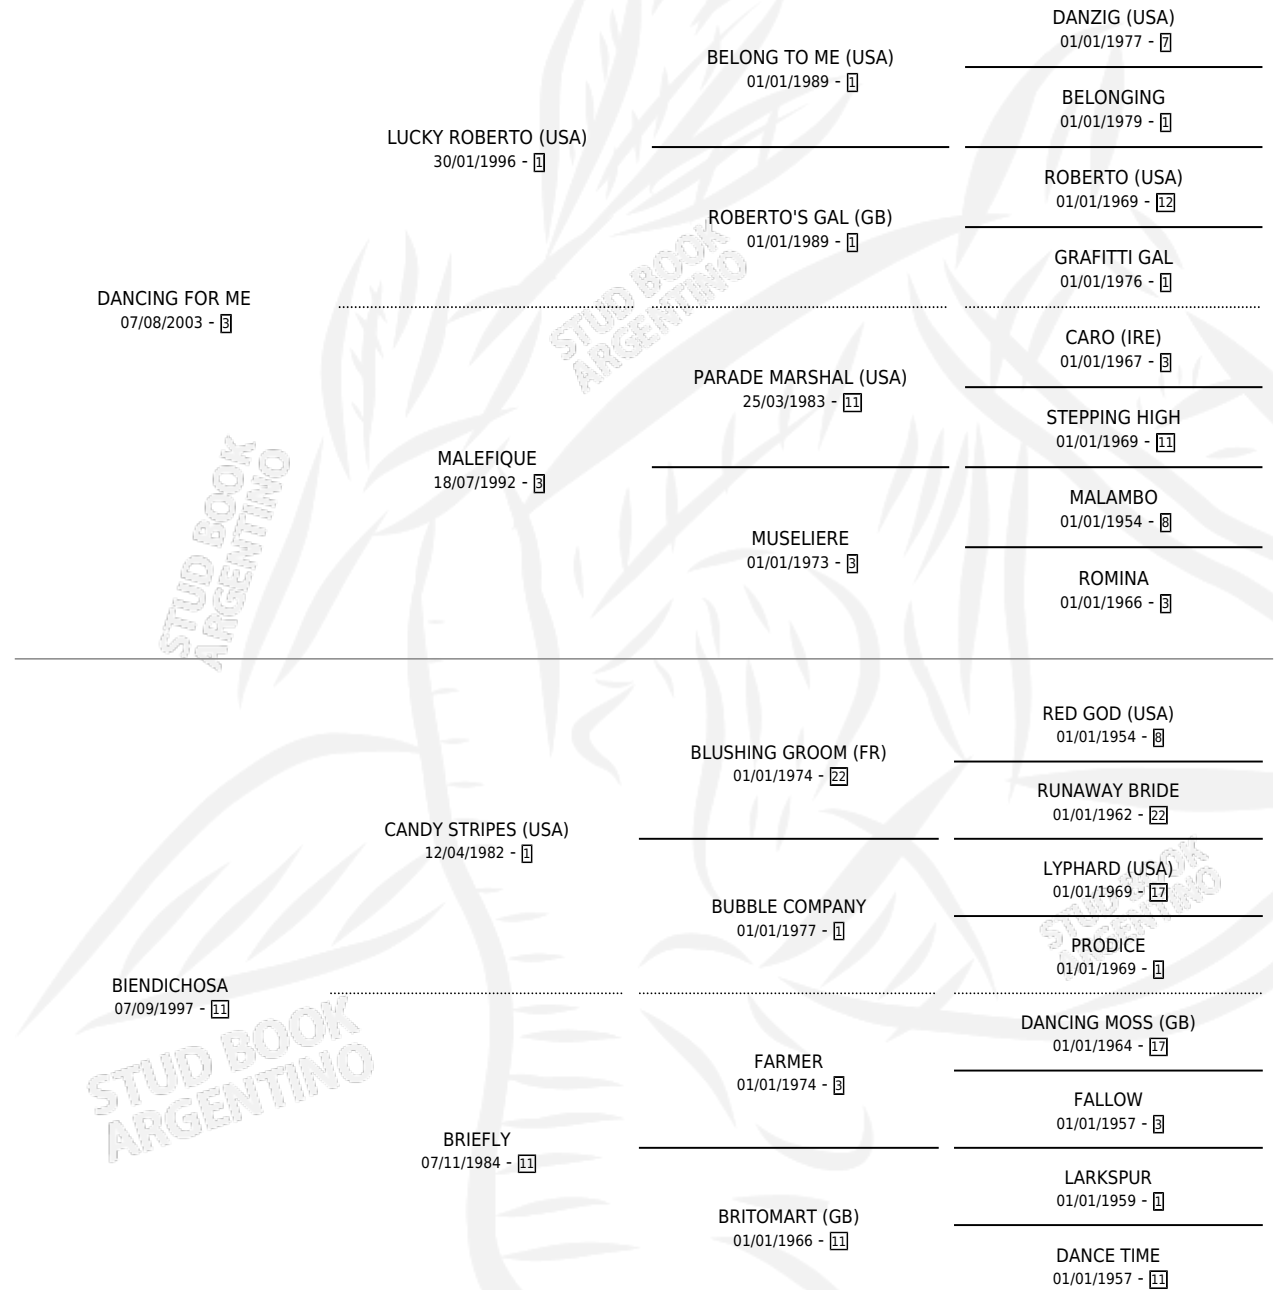 DANZIG (USA)
01/01/1977 - 7
BELONG TO ME (USA)
01/01/1989 - 1
BELONGING
01/01/1979 - 1
LUCKY ROBERTO (USA)
30/01/1996 - 1
ROBERTO (USA)
01/01/1969 - 12
ROBERTO'S GAL (GB)
01/01/1989 - 1
GRAFITTI GAL
01/01/1976 - 1
DANCING FOR ME
07/08/2003 - 3
CARO (IRE)
01/01/1967 - 3
PARADE MARSHAL (USA)
25/03/1983 - 11
STEPPING HIGH
01/01/1969 - 11
MALEFIQUE
18/07/1992 - 3
MALAMBO
01/01/1954 - 8
MUSELIERE
01/01/1973 - 3
ROMINA
01/01/1966 - 3
RED GOD (USA)
01/01/1954 - 8
BLUSHING GROOM (FR)
01/01/1974 - 22
RUNAWAY BRIDE
01/01/1962 - 22
CANDY STRIPES (USA)
12/04/1982 - 1
LYPHARD (USA)
01/01/1969 - 17
BUBBLE COMPANY
01/01/1977 - 1
PRODICE
01/01/1969 - 1
BIENDICHOSA
07/09/1997 - 11
DANCING MOSS (GB)
01/01/1964 - 17
FARMER
01/01/1974 - 3
FALLOW
01/01/1957 - 3
BRIEFLY
07/11/1984 - 11
LARKSPUR
01/01/1959 - 1
BRITOMART (GB)
01/01/1966 - 11
DANCE TIME
01/01/1957 - 11
STUD BOOK
ARGENTINO
STUD BOOK
ARGENTINO
STUD BOOK
ARGENTINO
STUD BOOK
ARGENTINO